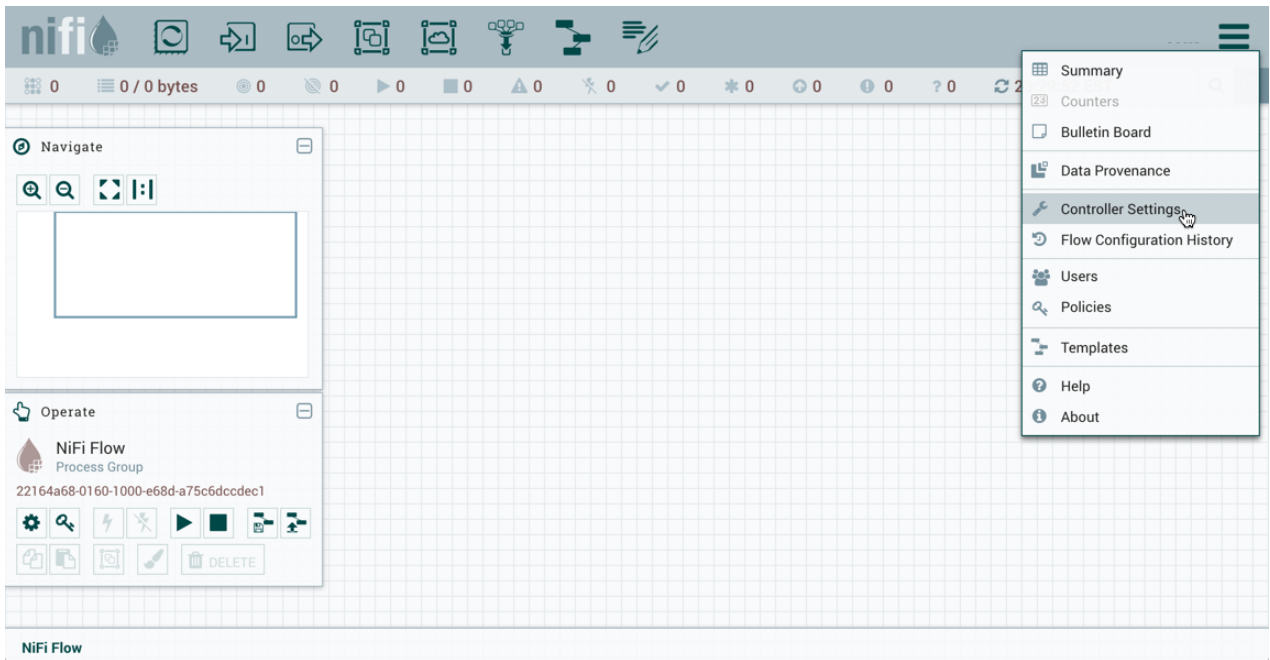 nifi
0
0 / 0 bytes
0
0
0
0
0
0
0
0
0
0
? 0
2
Summary
Counters
Bulletin Board
Data Provenance
Controller Settings
Flow Configuration History
Users
Policies
Templates
Help
About
Navigate
Operate
NiFi Flow
Process Group
22164a68-0160-1000-e68d-a75c6dccdec1
DELETE
NiFi Flow